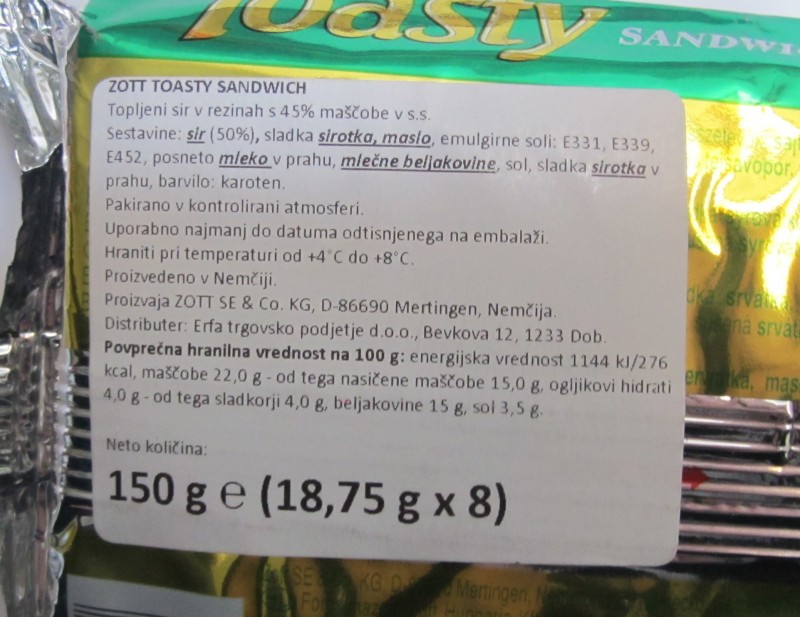 Toasty SANDWI
ZOTT TOASTY SANDWICH
Topljeni sir v rezinah s 45% maščobe v s.s.
Sestavine: sir (50%), sladka sirotka, maslo, emulgirne soli: E331, E339,
E452, posneto mleko v prahu, mlečne beljakovine, sol, sladka sirotka v
prahu, barvilo: karoten.
Pakirano v kontrolirani atmosferi.
Uporabno najmanj do datuma odtisnjenega na embalaži.
Hraniti pri temperaturi od +4°C do +8°C.
Proizvedeno v Nemčiji.
Proizvaja ZOTT SE & Co. KG, D-86690 Mertingen, Nemčija.
Distributer: Erfa trgovsko podjetje d.o.o., Bevkova 12, 1233 Dob.
Povprečna hranilna vrednost na 100 g: energijska vrednost 1144 kJ/276
kcal, maščobe 22,0 g - od tega nasičene maščobe 15,0 g, ogljikovi hidrati
4,0 g - od tega sladkorji 4,0 g, beljakovine 15 g, sol 3,5 g.
Neto količina:
150 g e (18,75 g x 8)
KG, Mertingen,